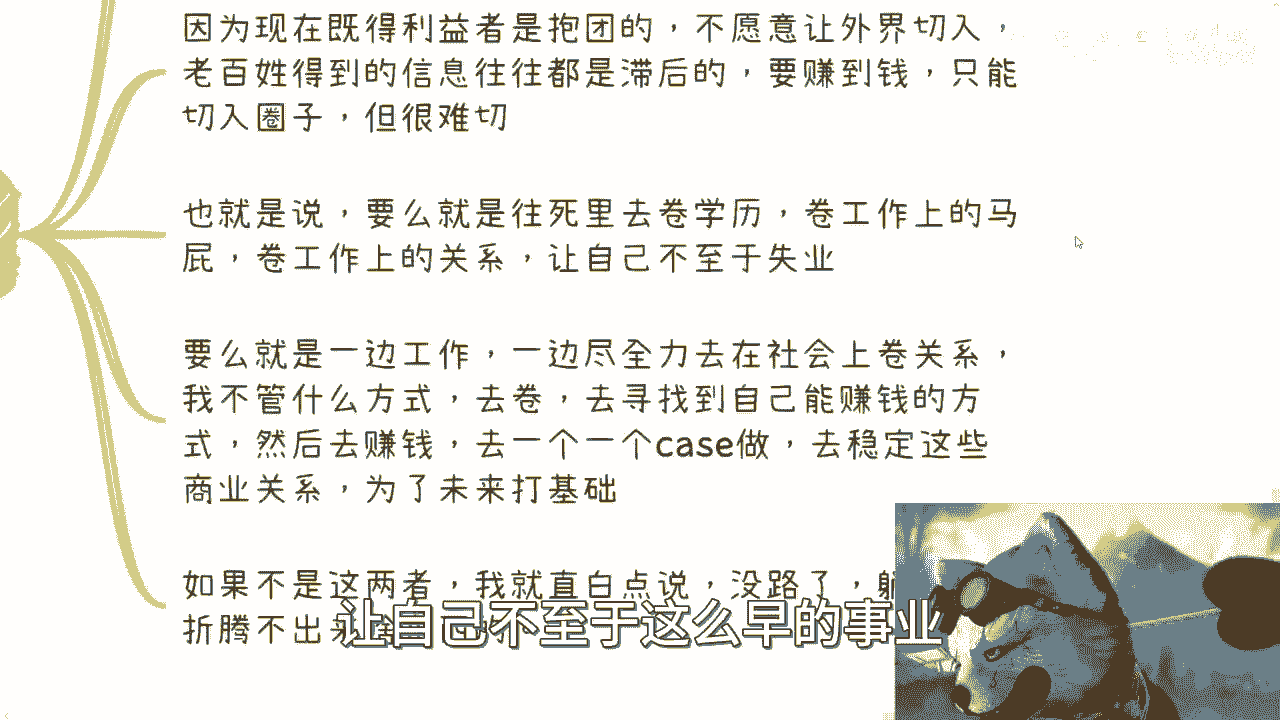 因为现在既得利益者是抱团的，不愿意让外界切入，
老百姓得到的信息往往都是滞后的，要赚到钱，只能
切入圈子，但很难切
也就是说，要么就是往死里去卷学历，卷工作上的马
屁，卷工作上的关系，让自己不至于失业
要么就是一边工作，一边尽全力去在社会上卷关系，
我不管什么方式，去卷，去寻找到自己能赚钱的方
式，然后去赚钱，去一个一个case做，去稳定这些
商业关系，为了未来打基础
如果不是这两者，我就直白点说，没路了，
折腾不出
让自己不至于这么早的事业